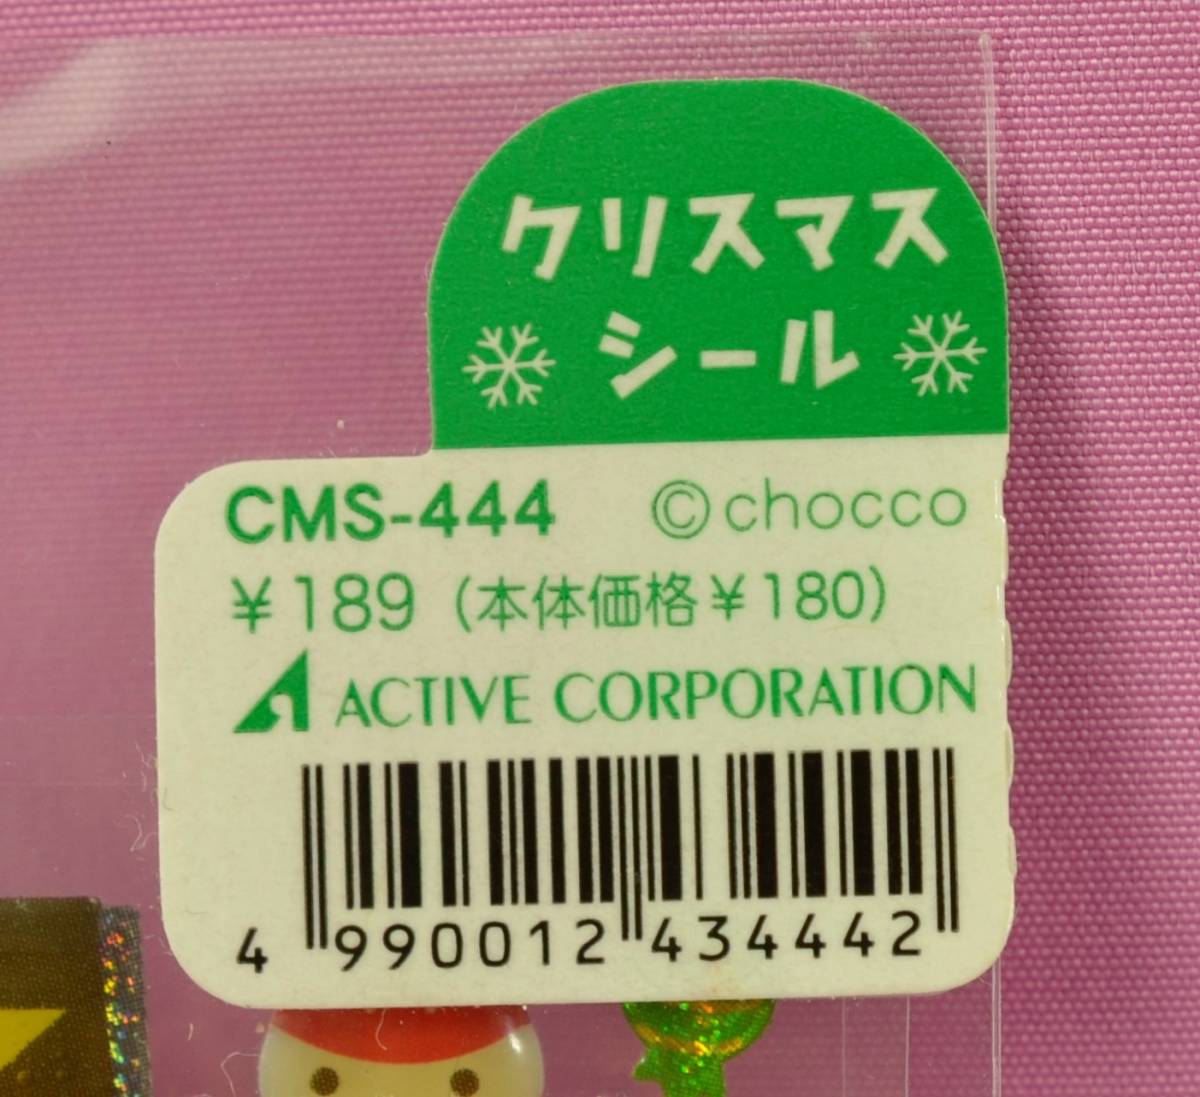 クリスマス
シール
CMS-444 ©chocco
¥189（本体価格¥180）
ACTIVE CORPORATION
4 990012 434442